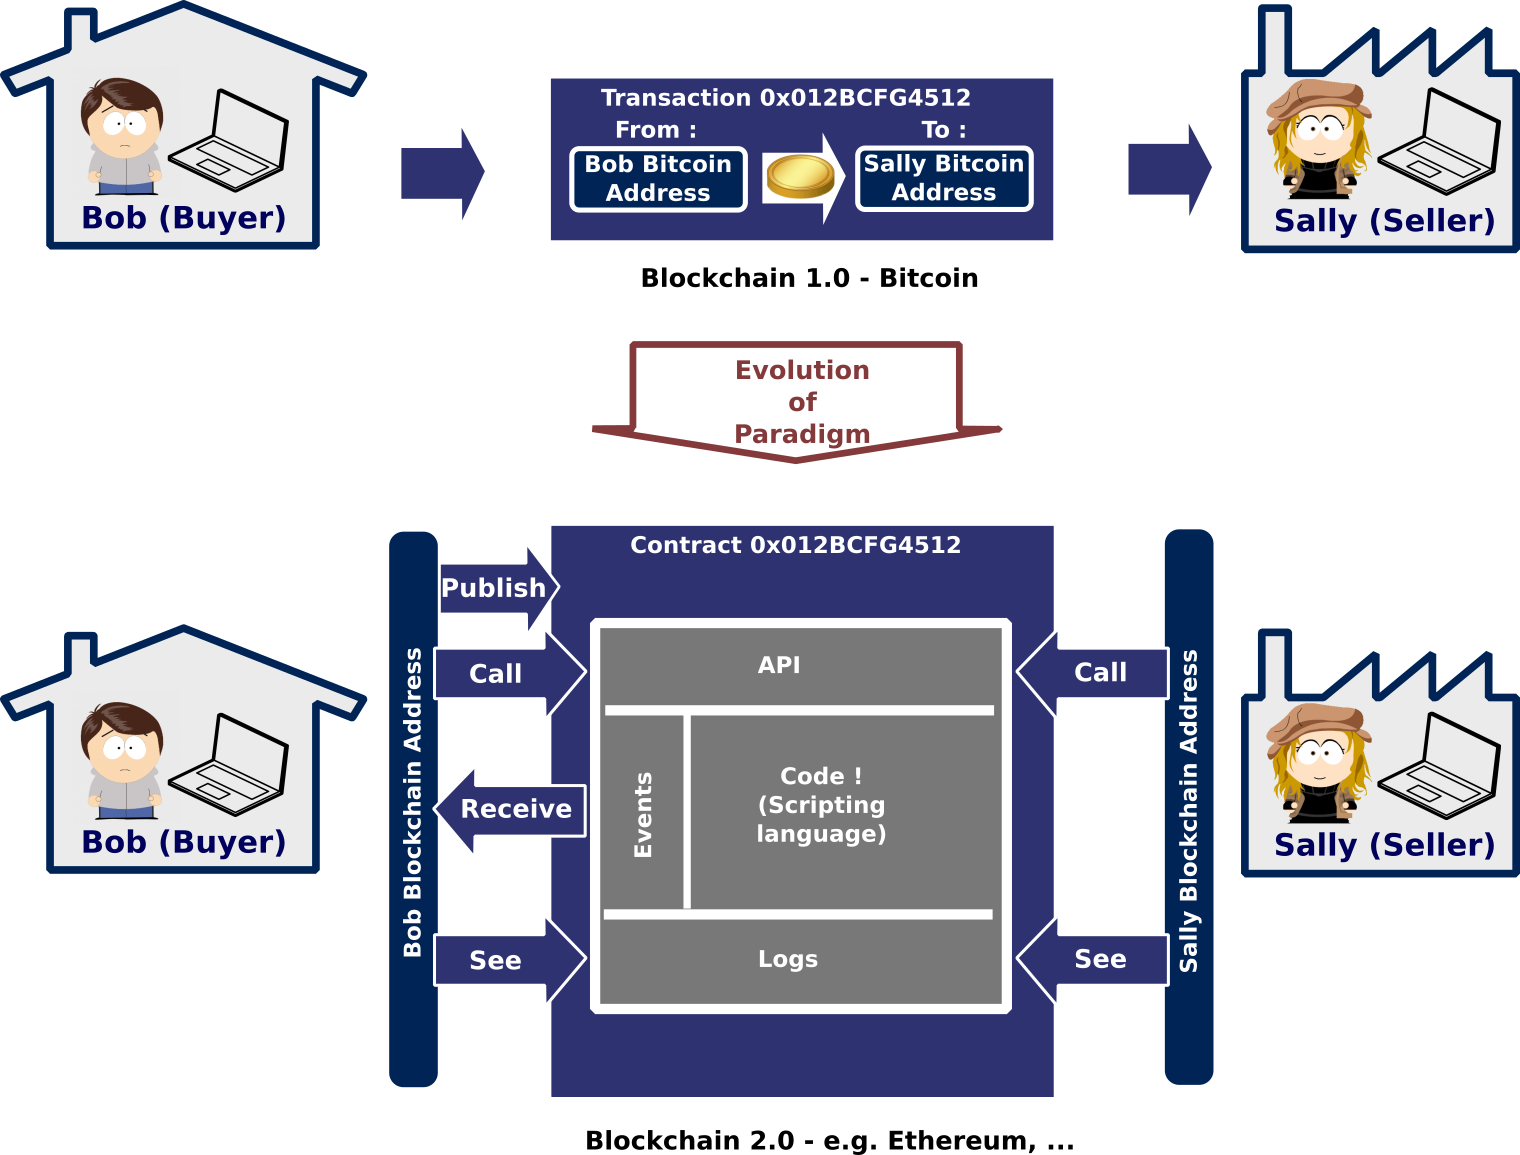 Transaction 0x012BCFG4512
From :
To :
Bob Bitcoin
Address
Sally Bitcoin
Address
Bob (Buyer)
Sally (Seller)
Blockchain 1.0 - Bitcoin
Evolution
of
Paradigm
Contract 0x012BCFG4512
Publish
Call
API
Call
Bob Blockchain Address
Sally Blockchain Address
Events
Code !
(Scripting
language)
Receive
Bob (Buyer)
Sally (Seller)
See
Logs
See
Blockchain 2.0 - e.g. Ethereum, ...